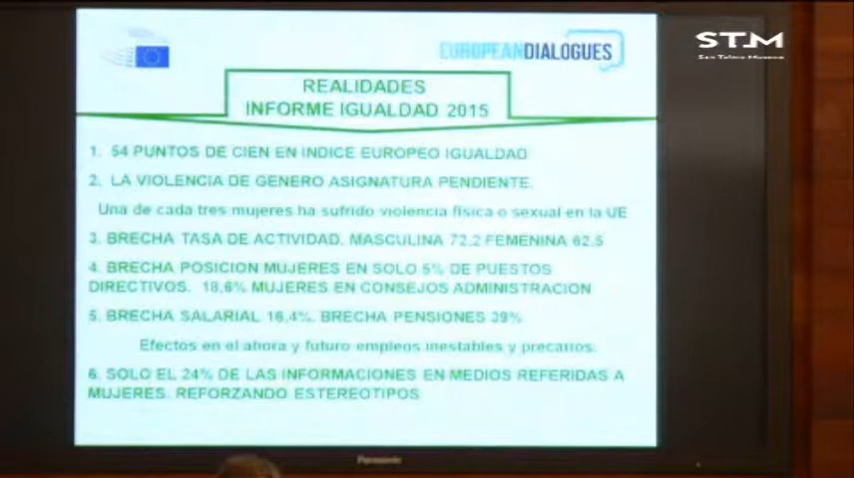 EUROPEANDIALOGUES
STM
San Telmo Museoa
REALIDADES
INFORME IGUALDAD 2015
1. 54 PUNTOS DE CIEN EN INDICE EUROPEO IGUALDAD
2. LA VIOLENCIA DE GENERO ASIGNATURA PENDIENTE.
Una de cada tres mujeres ha sufrido violencia física o sexual en la UE
3. BRECHA TASA DE ACTIVIDAD. MASCULINA 72,2 FEMENINA 62,5
4. BRECHA POSICION MUJERES EN SOLO 5% DE PUESTOS
DIRECTIVOS. 18,6% MUJERES EN CONSEJOS ADMINISTRACION
5. BRECHA SALARIAL 16,4%. BRECHA PENSIONES 39%
Efectos en el ahora y futuro empleos inestables y precarios.
6. SOLO EL 24% DE LAS INFORMACIONES EN MEDIOS REFERIDAS A
MUJERES. REFORZANDO ESTEREOTIPOS
Panasonic